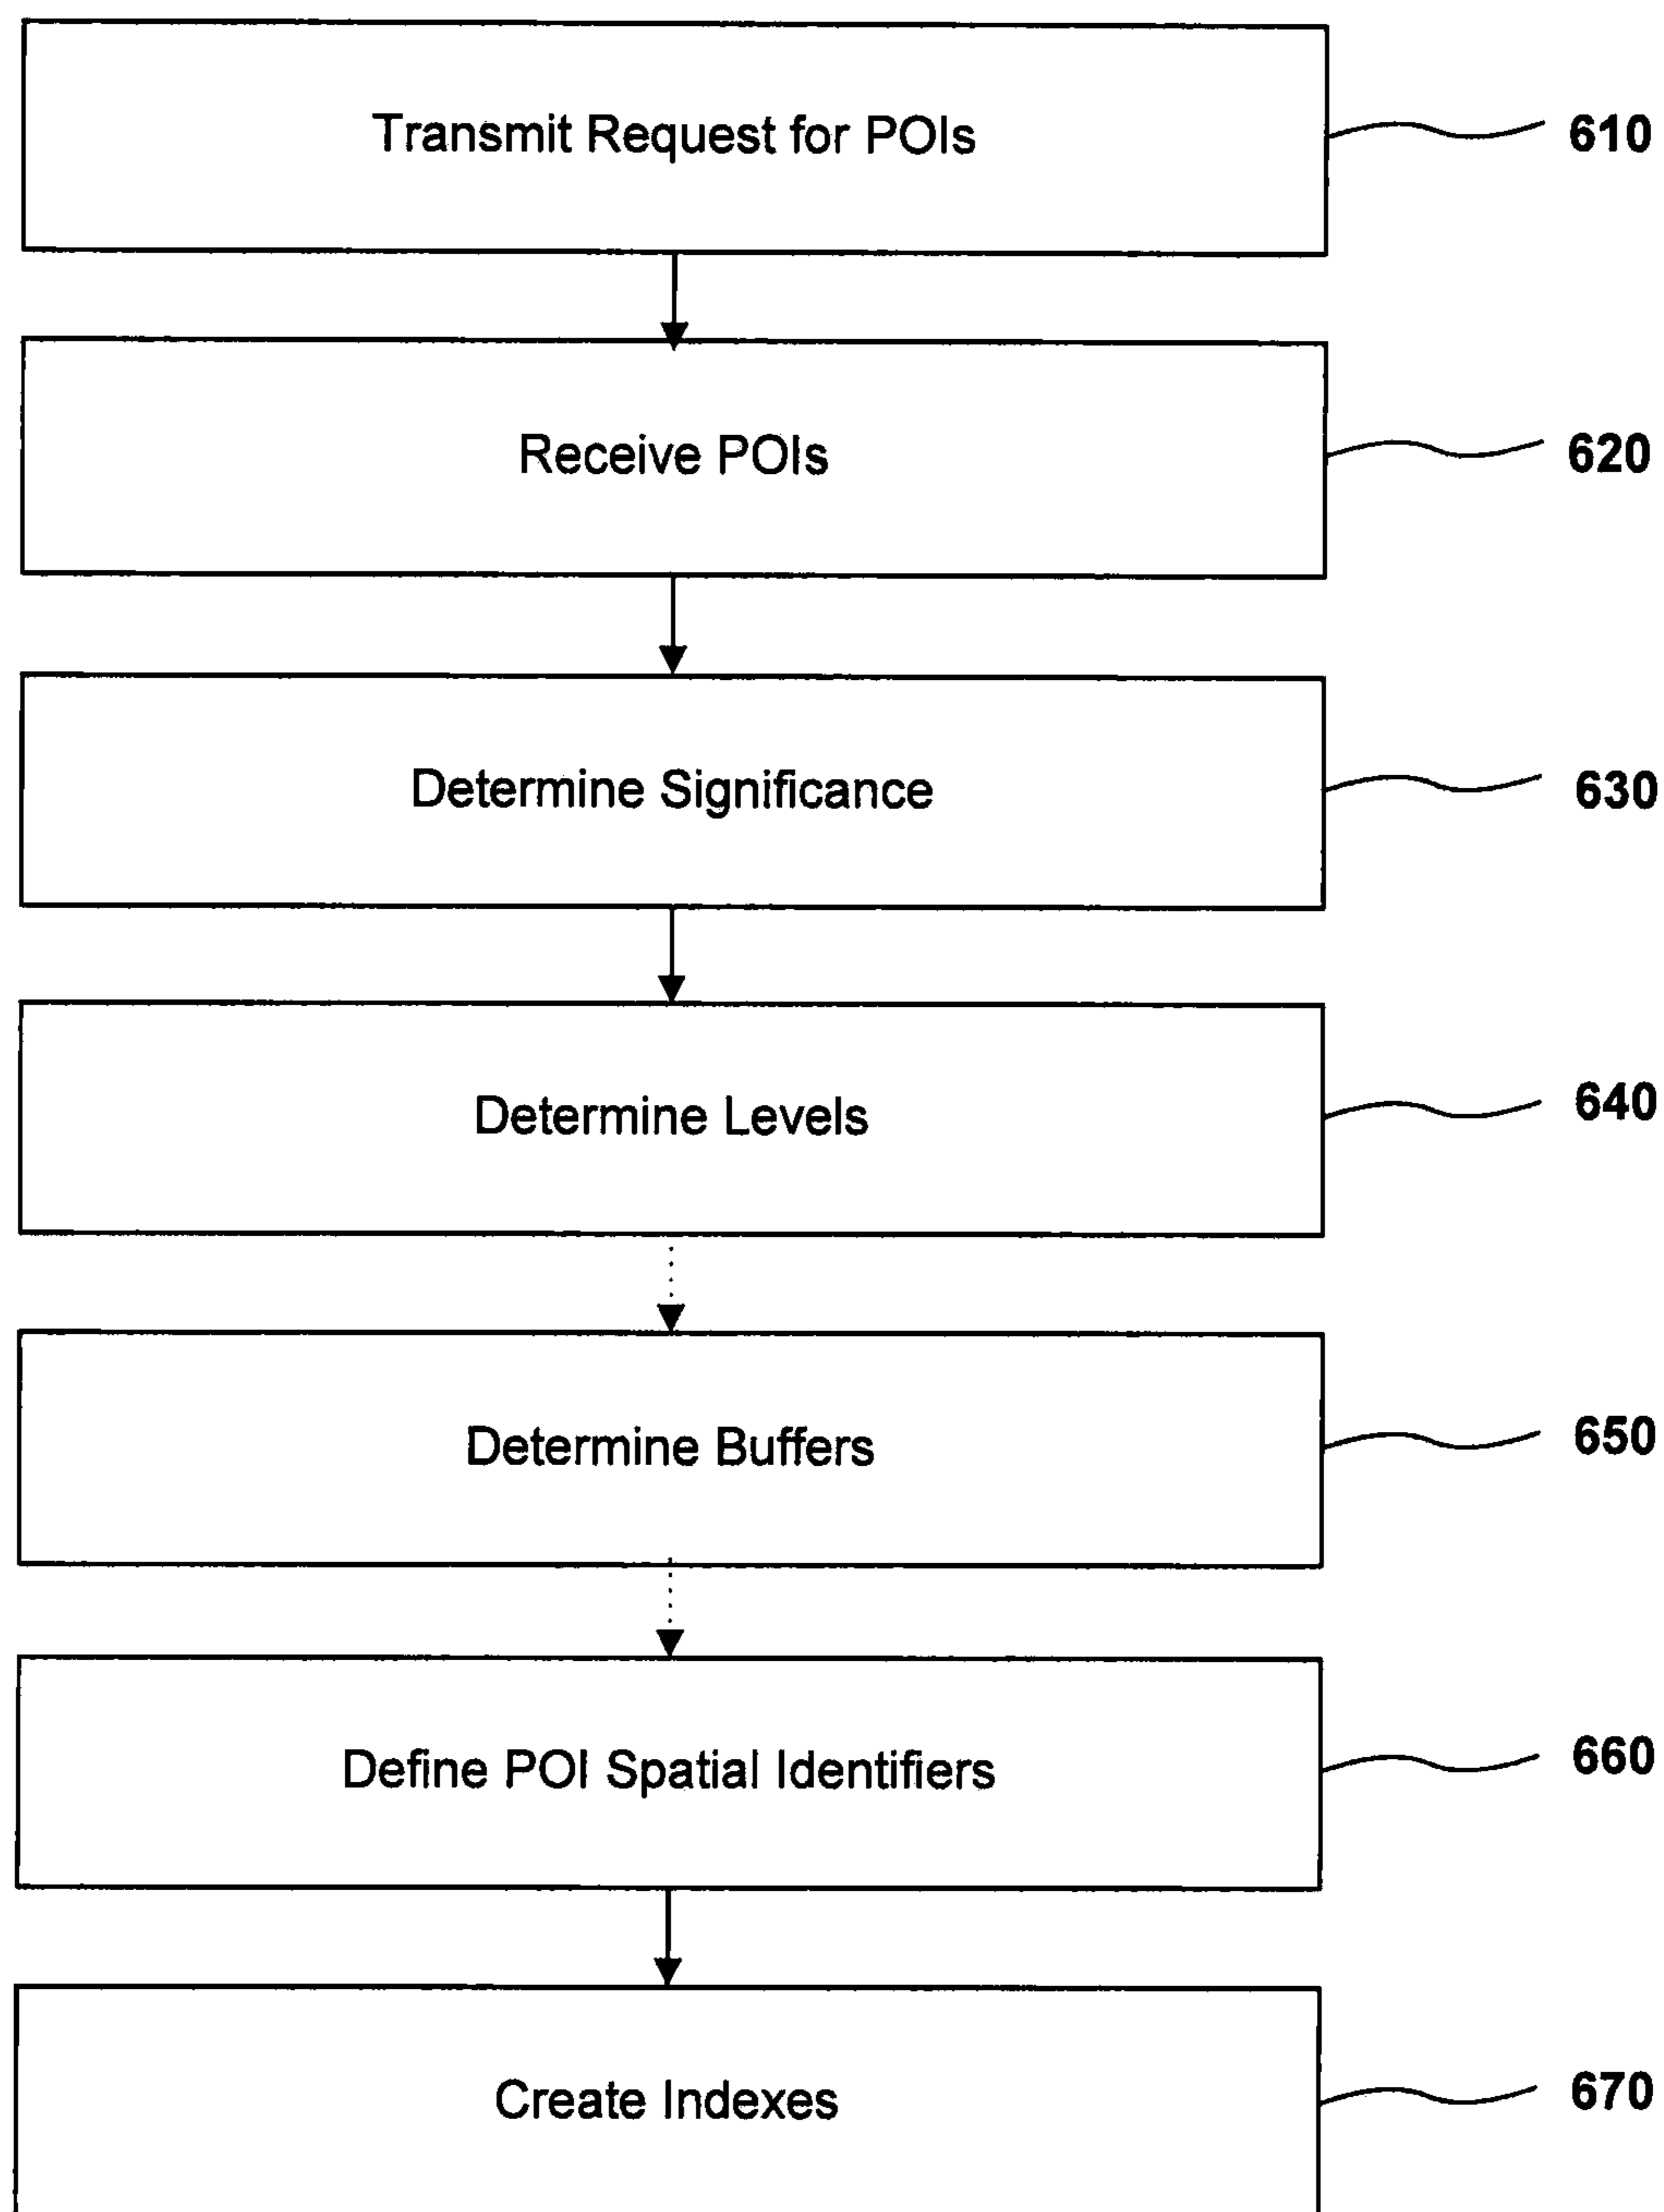 Transmit Request for POIs
610
Receive POIs
620
Determine Significance
630
Determine Levels
640
Determine Buffers
650
Define POI Spatial Identifiers
660
Create Indexes
670